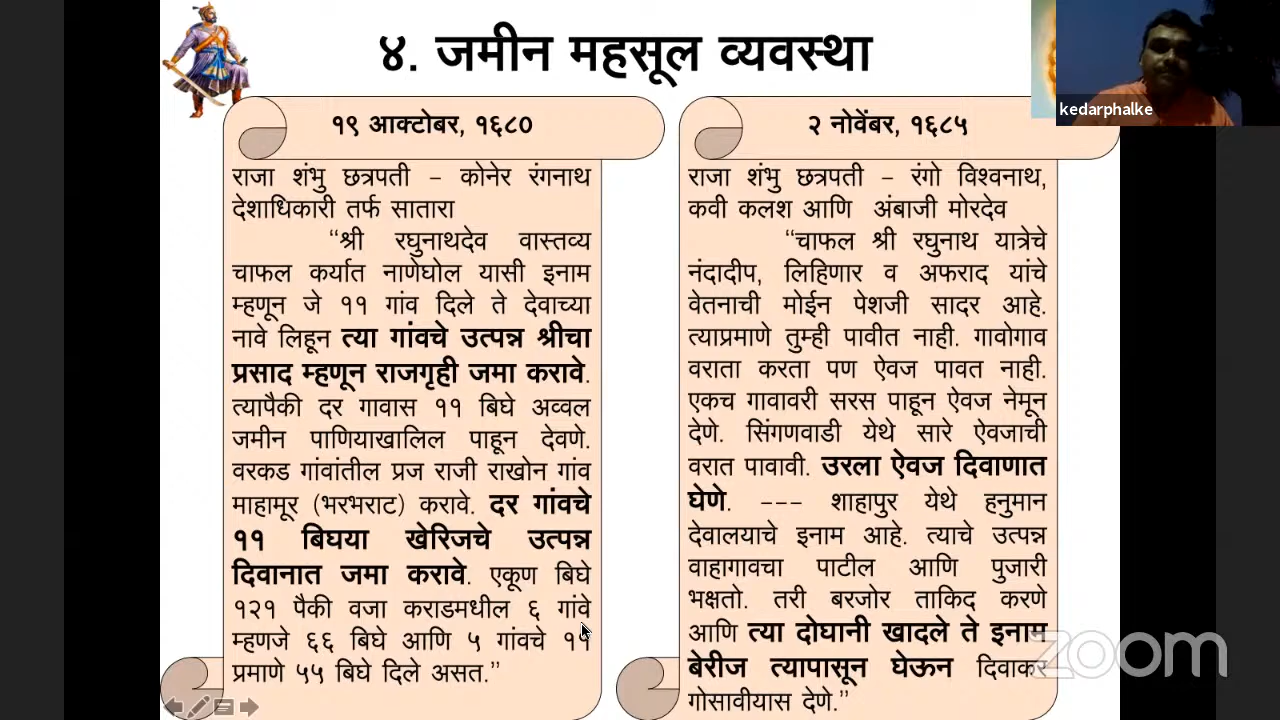 ४. जमीन महसूल व्यवस्था
kedarphalke
१९ आक्टोबर, १६८०
राजा शंभु छत्रपती – कोनेर रंगनाथ
देशाधिकारी तर्फ सातारा
“श्री रघुनाथदेव वास्तव्य
चाफल कर्यात नाणेघोल यासी इनाम
म्हणून जे ११ गांव दिले ते देवाच्या
नावे लिहून त्या गांवचे उत्पन्न श्रीचा
प्रसाद म्हणून राजगृही जमा करावे.
त्यापैकी दर गावास ११ बिघे अव्वल
जमीन पाणियाखालिल पाहून देवणे.
वरकड गांवांतील प्रज राजी राखोन गांव
माहामूर (भरभराट) करावे. दर गांवचे
११ बिघया खेरिजचे उत्पन्न
दिवानात जमा करावे. एकूण बिघे
१२१ पैकी वजा कराडमधील ६ गांवे
म्हणजे ६६ बिघे आणि ५ गांवचे ११
प्रमाणे ५५ बिघे दिले असत.”
२ नोवेंबर, १६८५
राजा शंभु छत्रपती – रंगो विश्वनाथ,
कवी कलश आणि अंबाजी मोरदेव
“चाफल श्री रघुनाथ यात्रेचे
नंदादीप, लिहिणार व अफराद यांचे
वेतनाची मोईन पेशजी सादर आहे.
त्याप्रमाणे तुम्ही पावीत नाही. गावोगाव
वराता करता पण ऐवज पावत नाही.
एकच गावावरी सरस पाहून ऐवज नेमून
देणे. सिंगणवाडी येथे सारे ऐवजाची
वरात पावावी. उरला ऐवज दिवाणात
घेणे. --- शाहापुर येथे हनुमान
देवालयाचे इनाम आहे. त्याचे उत्पन्न
वाहागावचा पाटील आणि पुजारी
भक्षतो. तरी बरजोर ताकिद करणे
आणि त्या दोघानी खादले ते इनाम
बेरीज त्यापासून घेऊन दिवाकर
गोसावीयास देणे.”
zoom